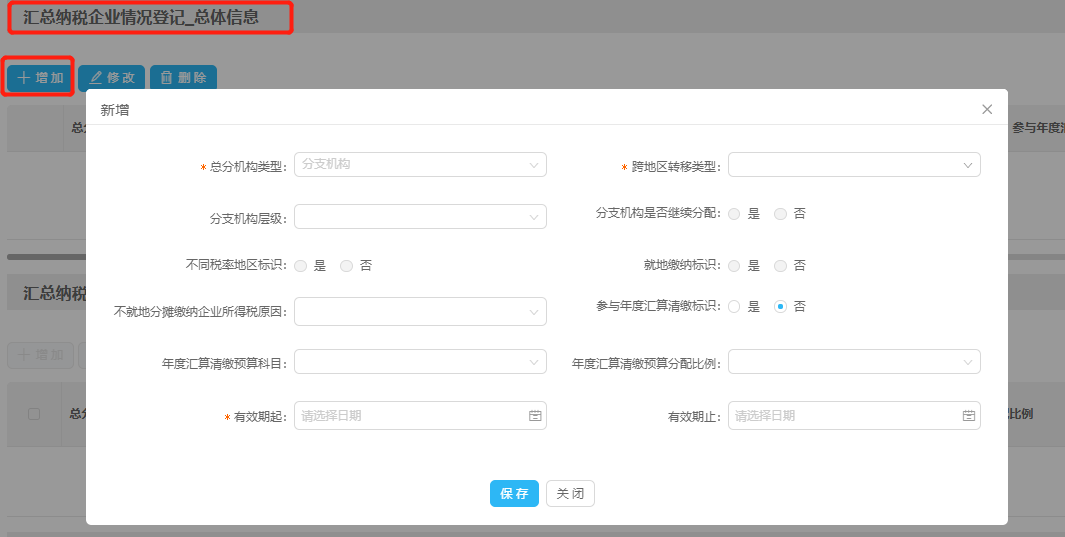 汇总纳税企业情况登记_总体信息
增加 修改 删除
新增
* 总分机构类型: 分支机构 * 跨地区转移类型:
分支机构层级: 分支机构是否继续分配: 是 否
不同税率地区标识: 是 否 就地缴纳标识: 是 否
不就地分摊缴纳企业所得税原因: 参与年度汇算清缴标识: 是 否
年度汇算清缴预算科目: 年度汇算清缴预算分配比例:
* 有效期起: 请选择日期 有效期止: 请选择日期
保存 关闭
总分
参与年度
汇总纳税
增加
总分
比例